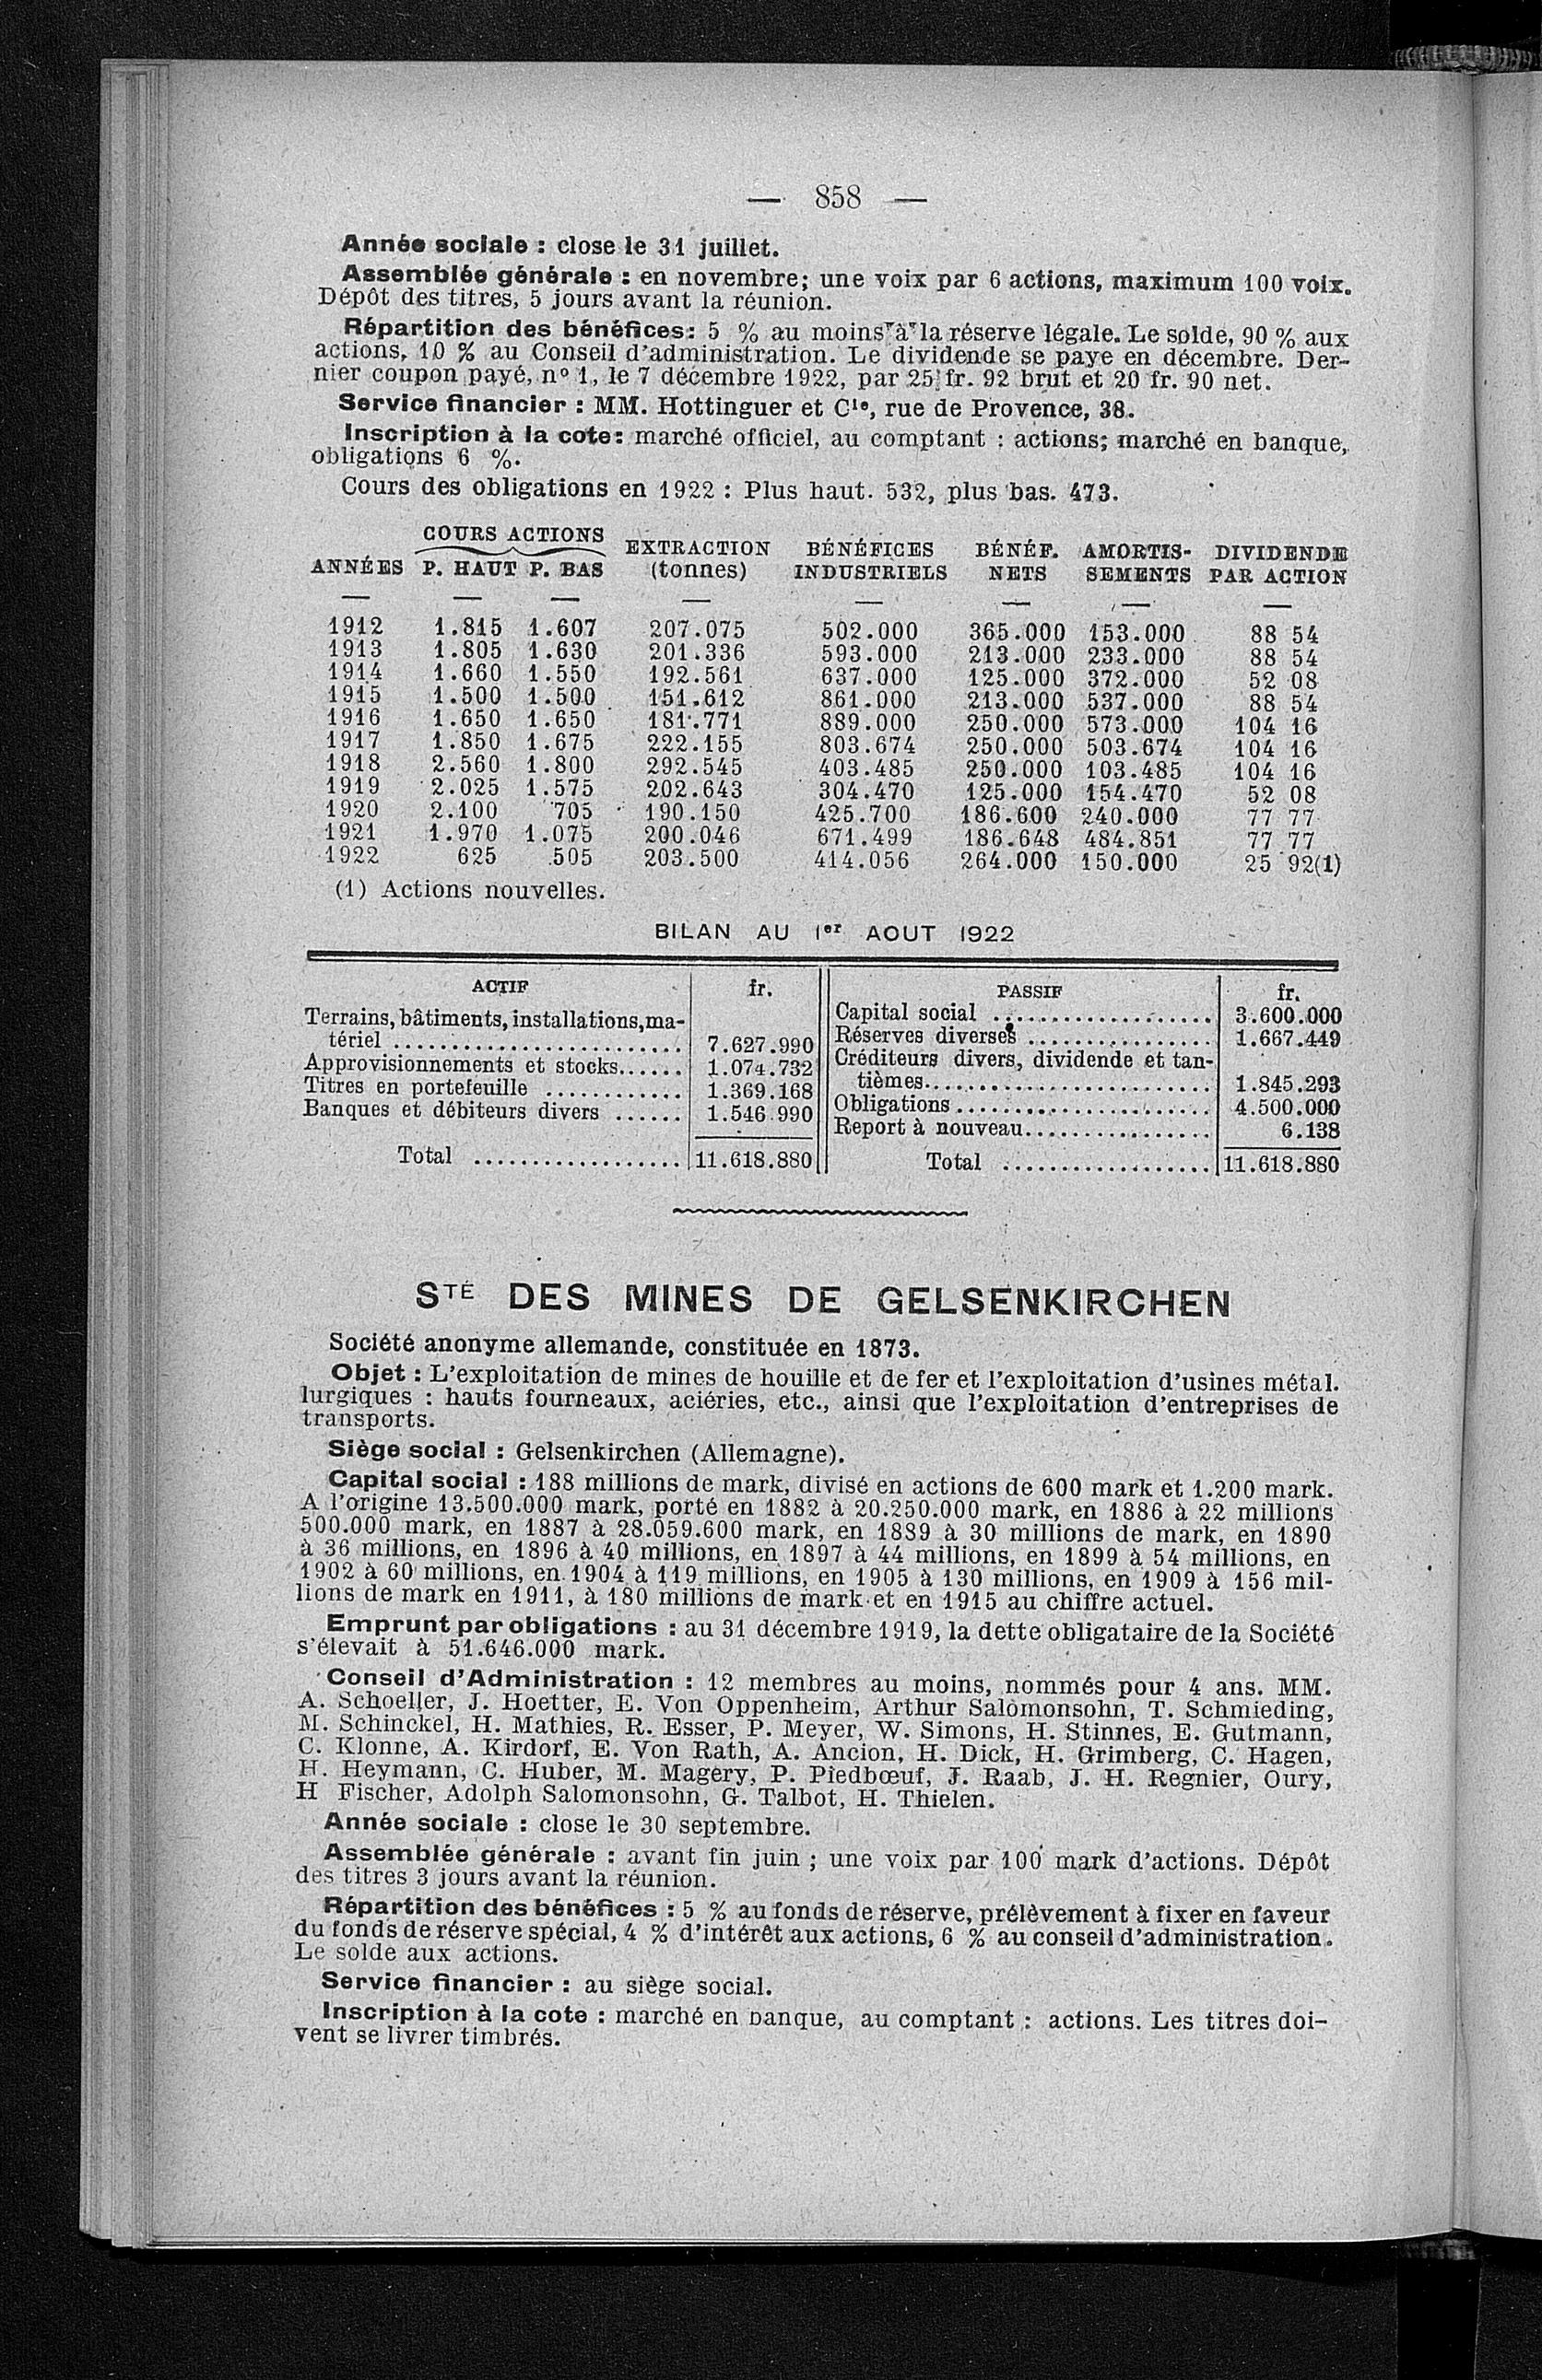 — 858 —
Année sociale : close le 31 juillet.
Assemblée générale : en novembre; une voix par 6 actions, maximum 100 voix.
Dépôt des titres, 5 jours avant la réunion.
Répartition des bénéfices : 5 % au moins à la réserve légale. Le solde, 90 % aux
actions, 10 % au Conseil d'administration. Le dividende se paye en décembre. Der-
nier coupon payé, n° 1, le 7 décembre 1922, par 25 fr. 92 brut et 20 fr. 90 net.
Service financier : MM. Hottinguer et Cie, rue de Provence, 38.
Inscription à la cote : marché officiel, au comptant : actions; marché en banque,
obligations 6 %.
Cours des obligations en 1922 : Plus haut. 532, plus bas. 473.
COURS ACTIONS EXTRACTION BÉNÉFICES BÉNÉF. AMORTIS- DIVIDENDE
ANNÉES P. HAUT P. BAS (tonnes) INDUSTRIELS NETS SEMENTS PAR ACTION
— — — — — — — —
1912 1.815 1.607 207.075 502.000 365.000 153.000 88 54
1913 1.805 1.630 201.336 593.000 213.000 233.000 88 54
1914 1.660 1.550 192.561 637.000 125.000 372.000 52 08
1915 1.500 1.500 151.612 861.000 213.000 537.000 88 54
1916 1.650 1.650 181.771 889.000 250.000 573.000 104 16
1917 1.850 1.675 222.155 803.674 250.000 503.674 104 16
1918 2.560 1.800 292.545 403.485 250.000 103.485 104 16
1919 2.025 1.575 202.643 304.470 125.000 154.470 52 08
1920 2.100 705 190.150 425.700 186.600 240.000 77 77
1921 1.970 1.075 200.046 671.499 186.648 484.851 77 77
1922 625 505 203.500 414.056 264.000 150.000 25 92(1)
(1) Actions nouvelles.
BILAN AU 1er AOUT 1922
ACTIF fr.
Terrains, bâtiments, installations, ma-
tériel ........................ 7.627.990
Approvisionnements et stocks...... 1.074.732
Titres en portefeuille ............ 1.369.168
Banques et débiteurs divers ...... 1.546.990
Total .................. 11.618.880
PASSIF fr.
Capital social ................... 3.600.000
Réserves diverses ................ 1.667.449
Créditeurs divers, dividende et tan-
tièmes......................... 1.845.293
Obligations ...................... 4.500.000
Report à nouveau................ 6.138
Total .................. 11.618.880
STÉ DES MINES DE GELSENKIRCHEN
Société anonyme allemande, constituée en 1873.
Objet : L'exploitation de mines de houille et de fer et l'exploitation d'usines métal.
lurgiques : hauts fourneaux, aciéries, etc., ainsi que l'exploitation d'entreprises de
transports.
Siège social : Gelsenkirchen (Allemagne).
Capital social : 188 millions de mark, divisé en actions de 600 mark et 1.200 mark.
A l'origine 13.500.000 mark, porté en 1882 à 20.250.000 mark, en 1886 à 22 millions
500.000 mark, en 1887 à 28.059.600 mark, en 1889 à 30 millions de mark, en 1890
à 36 millions, en 1896 à 40 millions, en 1897 à 44 millions, en 1899 à 54 millions, en
1902 à 60 millions, en 1904 à 119 millions, en 1905 à 130 millions, en 1909 à 156 mil-
lions de mark en 1911, à 180 millions de mark et en 1915 au chiffre actuel.
Emprunt par obligations : au 31 décembre 1919, la dette obligataire de la Société
s'élevait à 51.646.000 mark.
Conseil d'Administration : 12 membres au moins, nommés pour 4 ans. MM.
A. Schoeller, J. Hoetter, E. Von Oppenheim, Arthur Salomonsohn, T. Schmieding,
M. Schinckel, H. Mathies, R. Esser, P. Meyer, W. Simons, H. Stinnes, E. Gutmann,
C. Klonne, A. Kirdorf, E. Von Rath, A. Ancion, H. Dick, H. Grimberg, C. Hagen,
H. Heymann, C. Huber, M. Magery, P. Piedbœuf, J. Raab, J. H. Regnier, Oury,
H Fischer, Adolph Salomonsohn, G. Talbot, H. Thielen.
Année sociale : close le 30 septembre.
Assemblée générale : avant fin juin ; une voix par 100 mark d'actions. Dépôt
des titres 3 jours avant la réunion.
Répartition des bénéfices : 5 % au fonds de réserve, prélèvement à fixer en faveur
du fonds de réserve spécial, 4 % d'intérêt aux actions, 6 % au conseil d'administration.
Le solde aux actions.
Service financier : au siège social.
Inscription à la cote : marché en banque, au comptant : actions. Les titres doi-
vent se livrer timbrés.